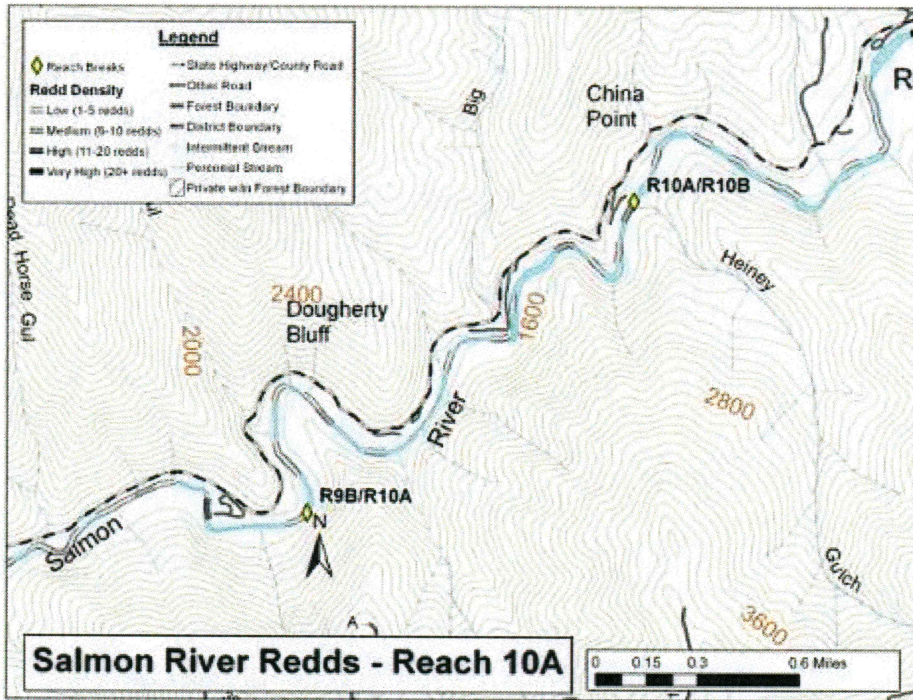 Legend
Reach Breaks
Redd Density
Low (1-5 redds)
Medium (6-10 redds)
High (11-20 redds)
Very High (20+ redds)
State Highway/County Road
Other Road
Forest Boundary
District Boundary
Intermittent Stream
Perennial Stream
Private w/in Forest Boundary
Big
China
Point
R
R10A/R10B
Horse Gul
Heiney
2400
Dougherty
Bluff
2000
1600
2800
River
R9B/R10A
N
Salmon
Gulch
A
3600
Salmon River Redds - Reach 10A
0 0.15 0.3 0.6 Miles